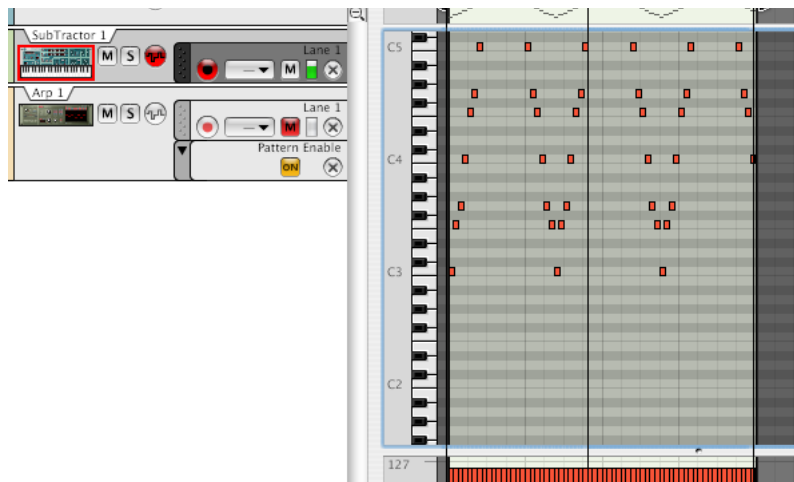 SubTractor 1
M S
Lane 1
— M
Arp 1
M S
Lane 1
— M
Pattern Enable
ON
C5
C4
C3
C2
127